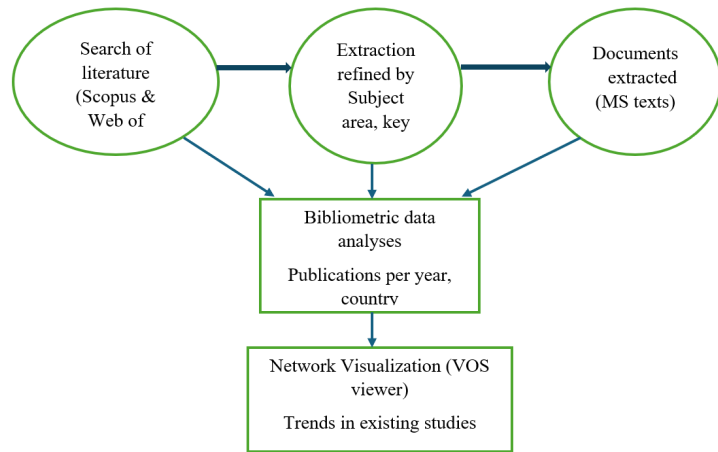 Search of
literature
(Scopus &
Web of
Extraction
refined by
Subject
area, key
Documents
extracted
(MS texts)
Bibliometric data
analyses
Publications per year,
country
Network Visualization (VOS
viewer)
Trends in existing studies